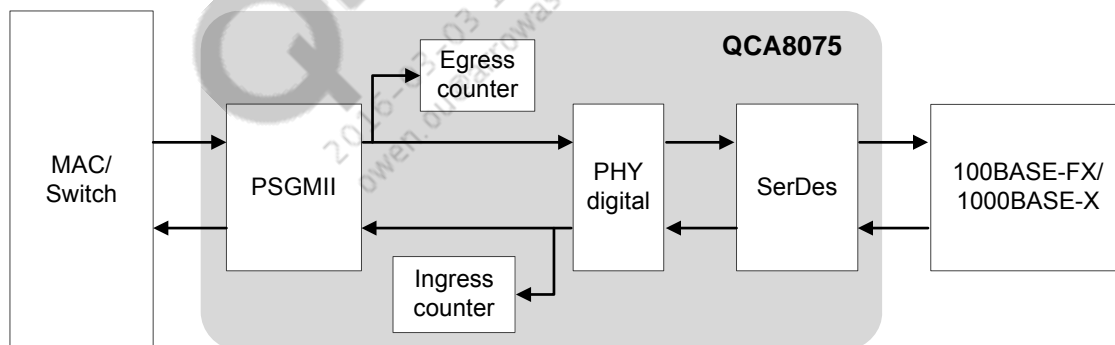 QCA8075
Egress
counter
MAC/
Switch
PSGMII
PHY
digital
SerDes
100BASE-FX/
1000BASE-X
Ingress
counter